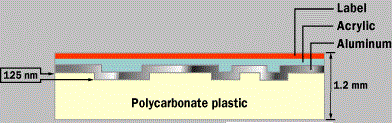 Label
Acrylic
Aluminum
125 nm
1.2 mm
Polycarbonate plastic